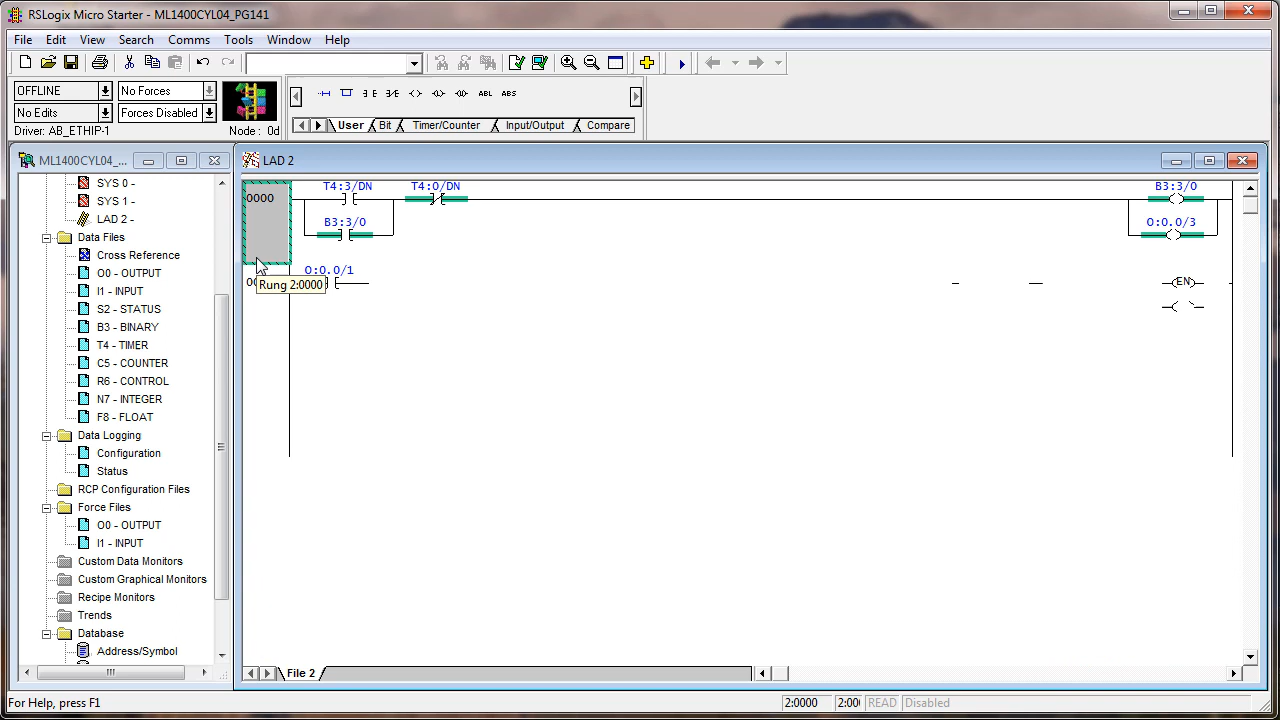 RSLogix Micro Starter - ML1400CYL04_PG141
File Edit View Search Comms Tools Window Help
OFFLINE No Forces
No Edits Forces Disabled
Driver: AB_ETHIP-1 Node : 0d
ABL ABS
User Bit Timer/Counter Input/Output Compare
ML1400CYL04_...
SYS 0 -
SYS 1 -
LAD 2 -
Data Files
Cross Reference
O0 - OUTPUT
I1 - INPUT
S2 - STATUS
B3 - BINARY
T4 - TIMER
C5 - COUNTER
R6 - CONTROL
N7 - INTEGER
F8 - FLOAT
Data Logging
Configuration
Status
RCP Configuration Files
Force Files
O0 - OUTPUT
I1 - INPUT
Custom Data Monitors
Custom Graphical Monitors
Recipe Monitors
Trends
Database
Address/Symbol
LAD 2
T4:3/DN T4:0/DN B3:3/0
0000
B3:3/0 O:0.0/3
O:0.0/1
EN
Rung 2:0000
File 2
For Help, press F1 2:0000 2:00 READ Disabled